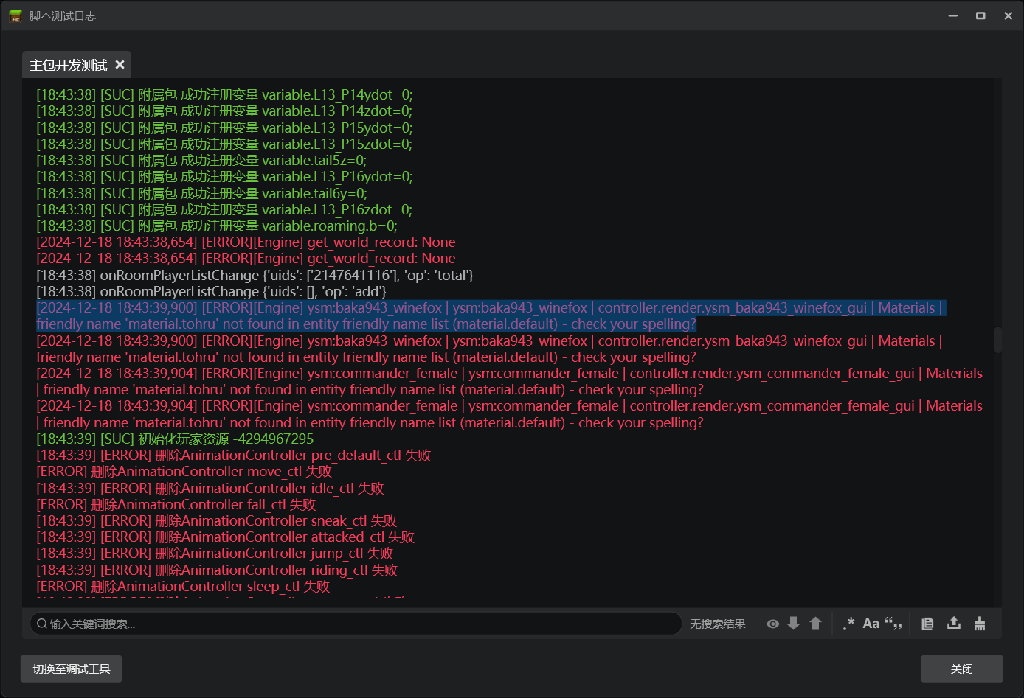 脚本测试日志
主包开发测试
[18:43:38] [SUC] 附属包 成功注册变量 variable.L13_P14ydot=0;
[18:43:38] [SUC] 附属包 成功注册变量 variable.L13_P14zdot=0;
[18:43:38] [SUC] 附属包 成功注册变量 variable.L13_P15ydot=0;
[18:43:38] [SUC] 附属包 成功注册变量 variable.L13_P15zdot=0;
[18:43:38] [SUC] 附属包 成功注册变量 variable.tail5z=0;
[18:43:38] [SUC] 附属包 成功注册变量 variable.L13_P16ydot=0;
[18:43:38] [SUC] 附属包 成功注册变量 variable.tail6y=0;
[18:43:38] [SUC] 附属包 成功注册变量 variable.L13_P16zdot=0;
[18:43:38] [SUC] 附属包 成功注册变量 variable.roaming.b=0;
[2024-12-18 18:43:38,654] [ERROR][Engine] get_world_record: None
[2024-12-18 18:43:38,654] [ERROR][Engine] get_world_record: None
[18:43:38] onRoomPlayerListChange {'uids': ['2147641116'], 'op': 'total'}
[18:43:38] onRoomPlayerListChange {'uids': [], 'op': 'add'}
[2024-12-18 18:43:39,900] [ERROR][Engine] ysm:baka943_winefox | ysm:baka943_winefox | controller.render.ysm_baka943_winefox_gui | Materials |
friendly name 'material.tohru' not found in entity friendly name list (material.default) - check your spelling?
[2024-12-18 18:43:39,900] [ERROR][Engine] ysm:baka943_winefox | ysm:baka943_winefox | controller.render.ysm_baka943_winefox_gui | Materials |
friendly name 'material.tohru' not found in entity friendly name list (material.default) - check your spelling?
[2024-12-18 18:43:39,904] [ERROR][Engine] ysm:commander_female | ysm:commander_female | controller.render.ysm_commander_female_gui | Materials
| friendly name 'material.tohru' not found in entity friendly name list (material.default) - check your spelling?
[2024-12-18 18:43:39,904] [ERROR][Engine] ysm:commander_female | ysm:commander_female | controller.render.ysm_commander_female_gui | Materials
| friendly name 'material.tohru' not found in entity friendly name list (material.default) - check your spelling?
[18:43:39] [SUC] 初始化玩家资源 -4294967295
[18:43:39] [ERROR] 删除AnimationController pre_default_ctl 失败
[ERROR] 删除AnimationController move_ctl 失败
[18:43:39] [ERROR] 删除AnimationController idle_ctl 失败
[ERROR] 删除AnimationController fall_ctl 失败
[18:43:39] [ERROR] 删除AnimationController sneak_ctl 失败
[18:43:39] [ERROR] 删除AnimationController attacked_ctl 失败
[18:43:39] [ERROR] 删除AnimationController jump_ctl 失败
[18:43:39] [ERROR] 删除AnimationController riding_ctl 失败
[ERROR] 删除AnimationController sleep_ctl 失败
输入关键词搜索... 无搜索结果 .* Aa “,,
切换至调试工具 关闭